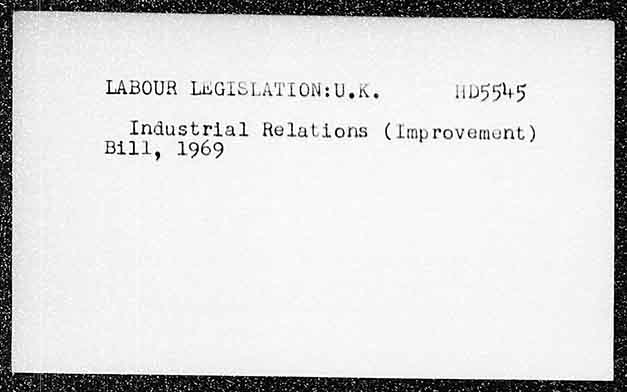 LABOUR LEGISLATION:U.K. HD5545
Industrial Relations (Improvement)
Bill, 1969